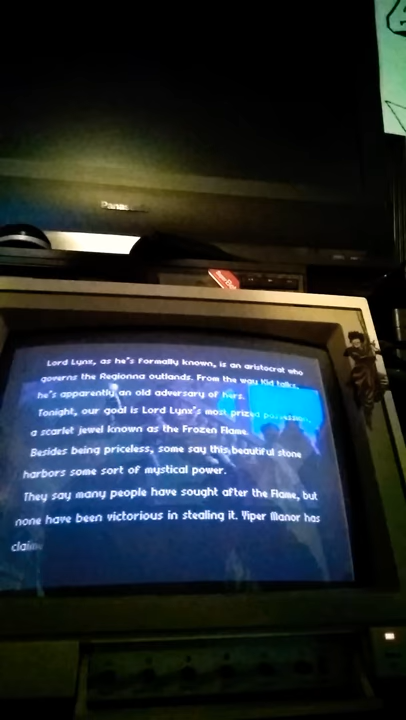 Lord Lynx, as he's formally known, is an aristocrat who
governs the Regionna outlands. From the way Kid talks,
he's apparently an old adversary of hers.
Tonight, our goal is Lord Lynx's most prized possession,
a scarlet jewel known as the Frozen Flame.
Besides being priceless, some say this beautiful stone
harbors some sort of mystical power.
They say many people have sought after the Flame, but
none have been victorious in stealing it. Viper Manor has
claime